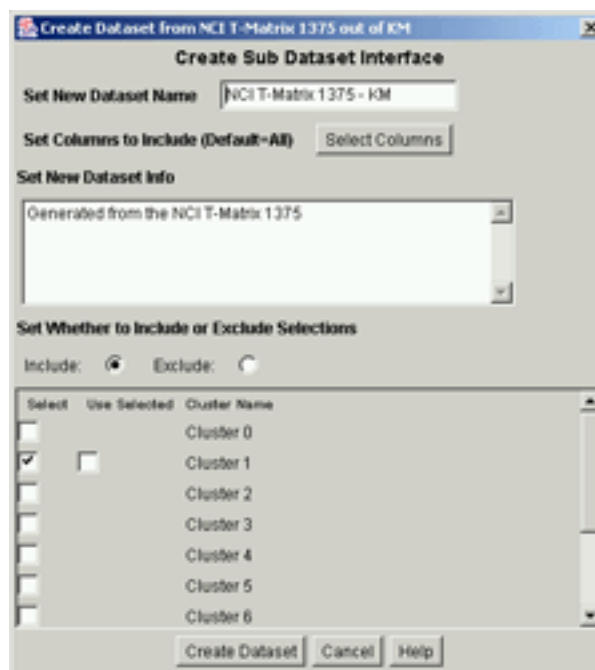 Create Dataset from NCI T-Matrix 1375 out of KM
Create Sub Dataset Interface
Set New Dataset Name NCI T-Matrix 1375 - KM
Set Columns to Include (Default=All) Select Columns
Set New Dataset Info
Generated from the NCI T-Matrix 1375
Set Whether to Include or Exclude Selections
Include: Exclude:
Select Use Selected Cluster Name
Cluster 0
Cluster 1
Cluster 2
Cluster 3
Cluster 4
Cluster 5
Cluster 6
Create Dataset Cancel Help